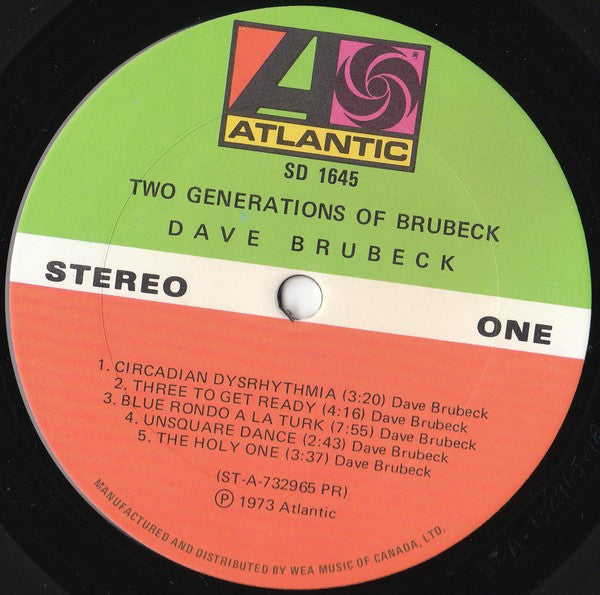 ATLANTIC
SD 1645
TWO GENERATIONS OF BRUBECK
DAVE BRUBECK
STEREO
ONE
1. CIRCADIAN DYSRHYTHMIA (3:20) Dave Brubeck
2. THREE TO GET READY (4:16) Dave Brubeck
3. BLUE RONDO A LA TURK (7:55) Dave Brubeck
4. UNSQUARE DANCE (2:43) Dave Brubeck
5. THE HOLY ONE (3:37) Dave Brubeck
(ST-A-732965 PR)
Ⓟ 1973 Atlantic
MANUFACTURED AND DISTRIBUTED BY WEA MUSIC OF CANADA, LTD.